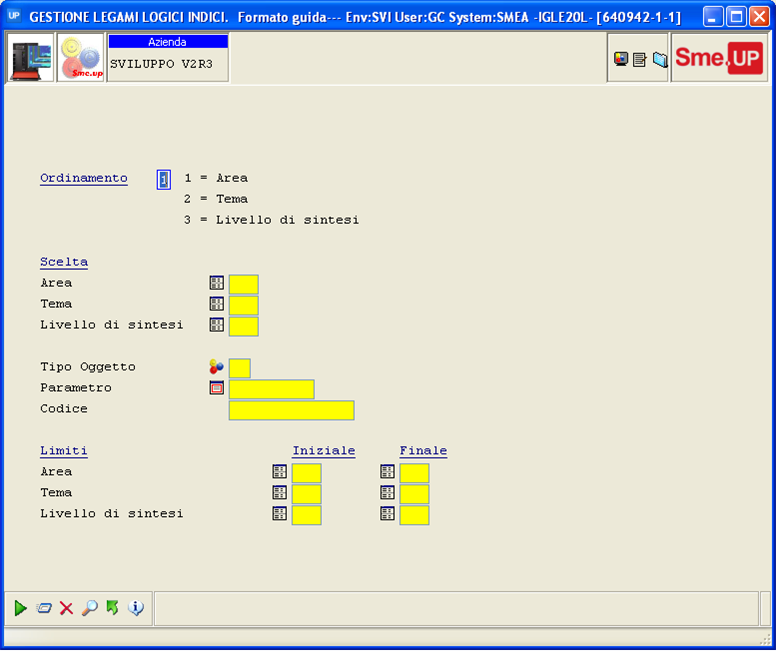 UP GESTIONE LEGAMI LOGICI INDICI. Formato guida--- Env:SVI User:GC System:SMEA -IGLE20L- [640942-1-1]
Sme.up
Azienda
SVILUPPO V2R3
Sme.UP
Ordinamento 1 1 = Area
2 = Tema
3 = Livello di sintesi
Scelta
Area
Tema
Livello di sintesi
Tipo Oggetto
Parametro
Codice
Limiti Iniziale Finale
Area
Tema
Livello di sintesi